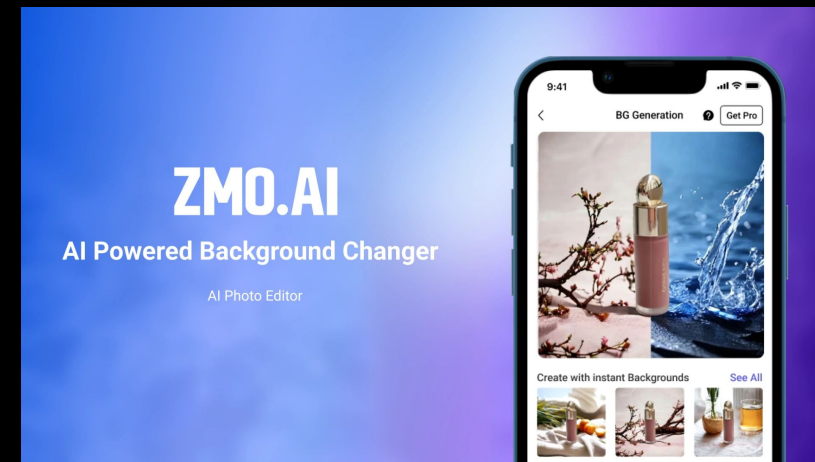 ZMO.AI
AI Powered Background Changer
AI Photo Editor
9:41
BG Generation
Get Pro
Create with instant Backgrounds
See All